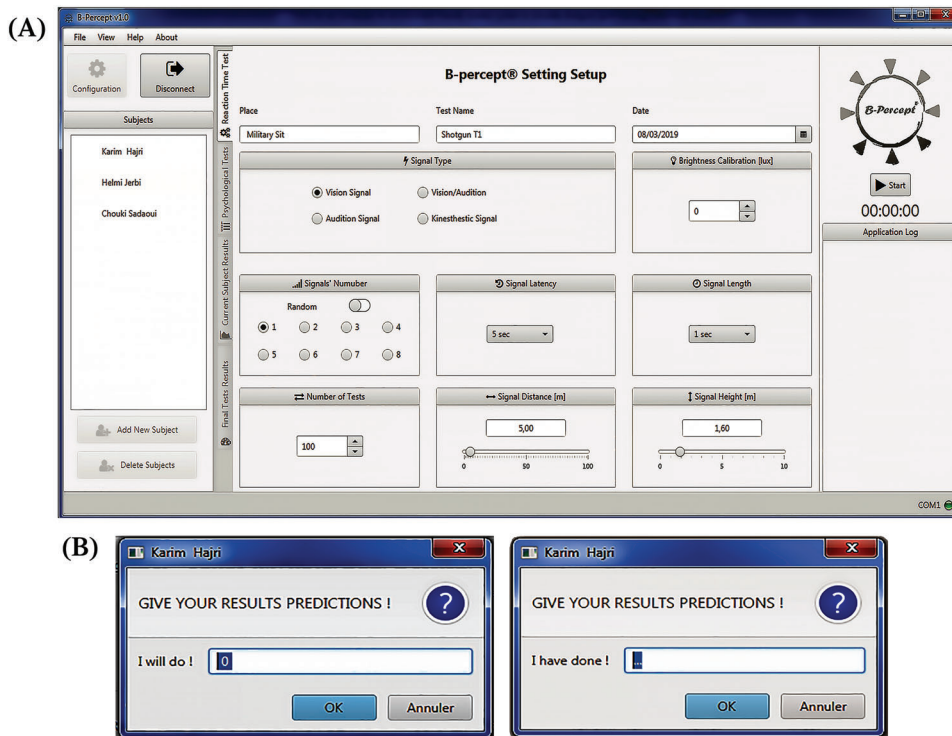 (A)
B-Percept v1.0
File View Help About
Configuration Disconnect
Subjects
Karim Hajri
Helmi Jerbi
Chouki Sadaoui
Add New Subject
Delete Subjects
Reaction Time Test
Psychological Tests
Current Subject Results
Final Tests Results
B-percept® Setting Setup
Place Test Name Date
Military Sit Shotgun T1 08/03/2019
Signal Type
Vision Signal Vision/Audition
Audition Signal Kinesthestic Signal
Brightness Calibration [lux]
0
Signals' Numuber
Random
1 2 3 4
5 6 7 8
Signal Latency
5 sec
Signal Length
1 sec
Number of Tests
100
Signal Distance [m]
5,00
0 50 100
Signal Height [m]
1,60
0 5 10
B-Percept®
Start
00:00:00
Application Log
COM1
(B)
Karim Hajri
GIVE YOUR RESULTS PREDICTIONS !
?
I will do ! 0
OK Annuler
Karim Hajri
GIVE YOUR RESULTS PREDICTIONS !
?
I have done ! ...
OK Annuler